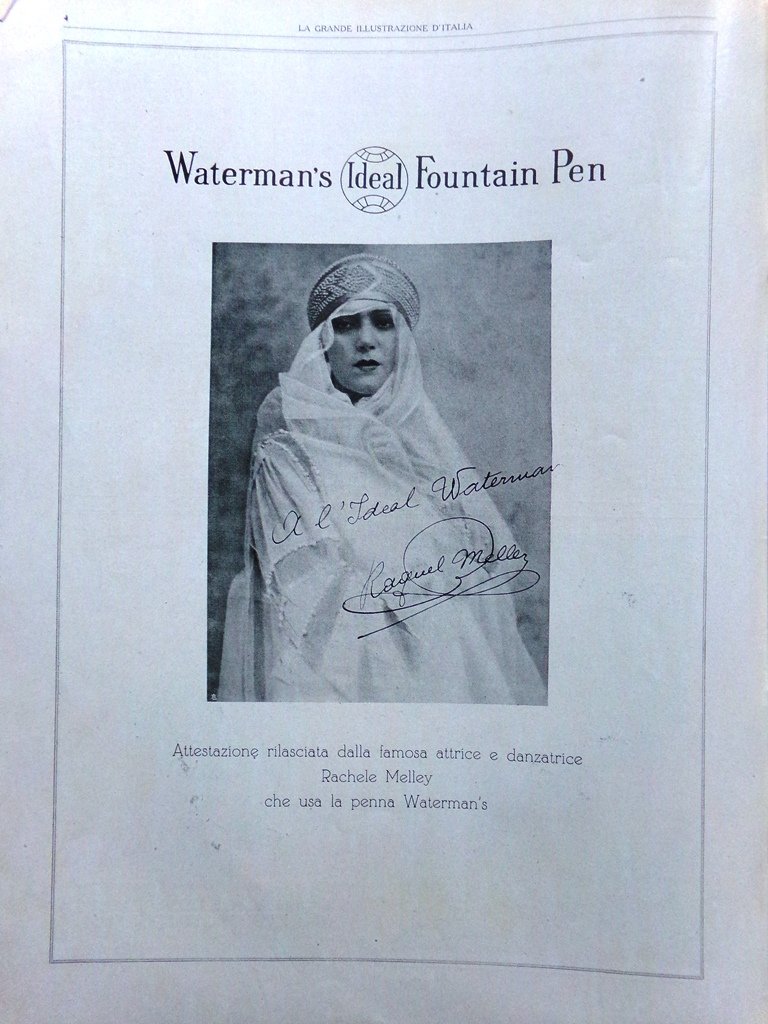 LA GRANDE ILLUSTRAZIONE D'ITALIA
Waterman's Ideal Fountain Pen
A l'Ideal Waterman
Raquel Meller
Attestazione rilasciata dalla famosa attrice e danzatrice
Rachele Melley
che usa la penna Waterman's